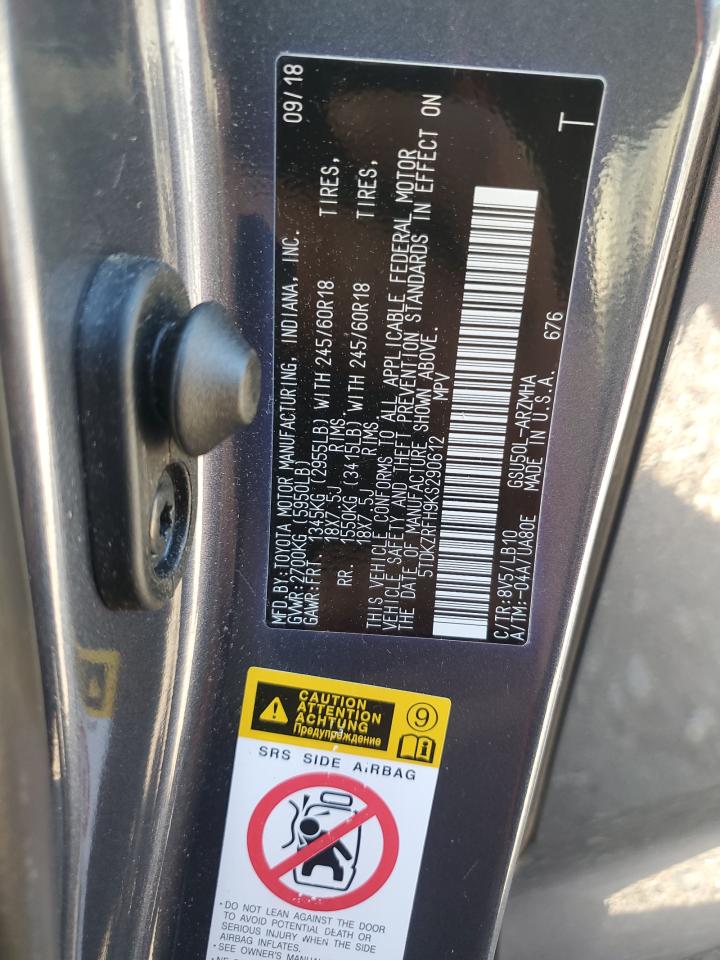 MFD.BY:TOYOTA MOTOR MANUFACTURING, INDIANA, INC. 09/18
GVWR:2700KG(5950LB)
GAWR:FRT 1345KG (2955LB) WITH 245/60R18 TIRES,
18X7.5J RIMS
RR. 1550KG (3415LB) WITH 245/60R18 TIRES,
18X7.5J RIMS
THIS VEHICLE CONFORMS TO ALL APPLICABLE FEDERAL MOTOR
VEHICLE SAFETY AND THEFT PREVENTION STANDARDS IN EFFECT ON
THE DATE OF MANUFACTURE SHOWN ABOVE.
5TDKZRFH9KS290612 MPV
C/TR:8V5/LB10 GSU50L-ARZMHA
A/TM:-04A/UA80E MADE IN U.S.A. 676 T
CAUTION
ATTENTION
ACHTUNG
Предупреждение
9
SRS SIDE AIRBAG
·DO NOT LEAN AGAINST THE DOOR
TO AVOID POTENTIAL DEATH OR
SERIOUS INJURY WHEN THE SIDE
AIRBAG INFLATES.
·SEE OWNER'S MANUAL